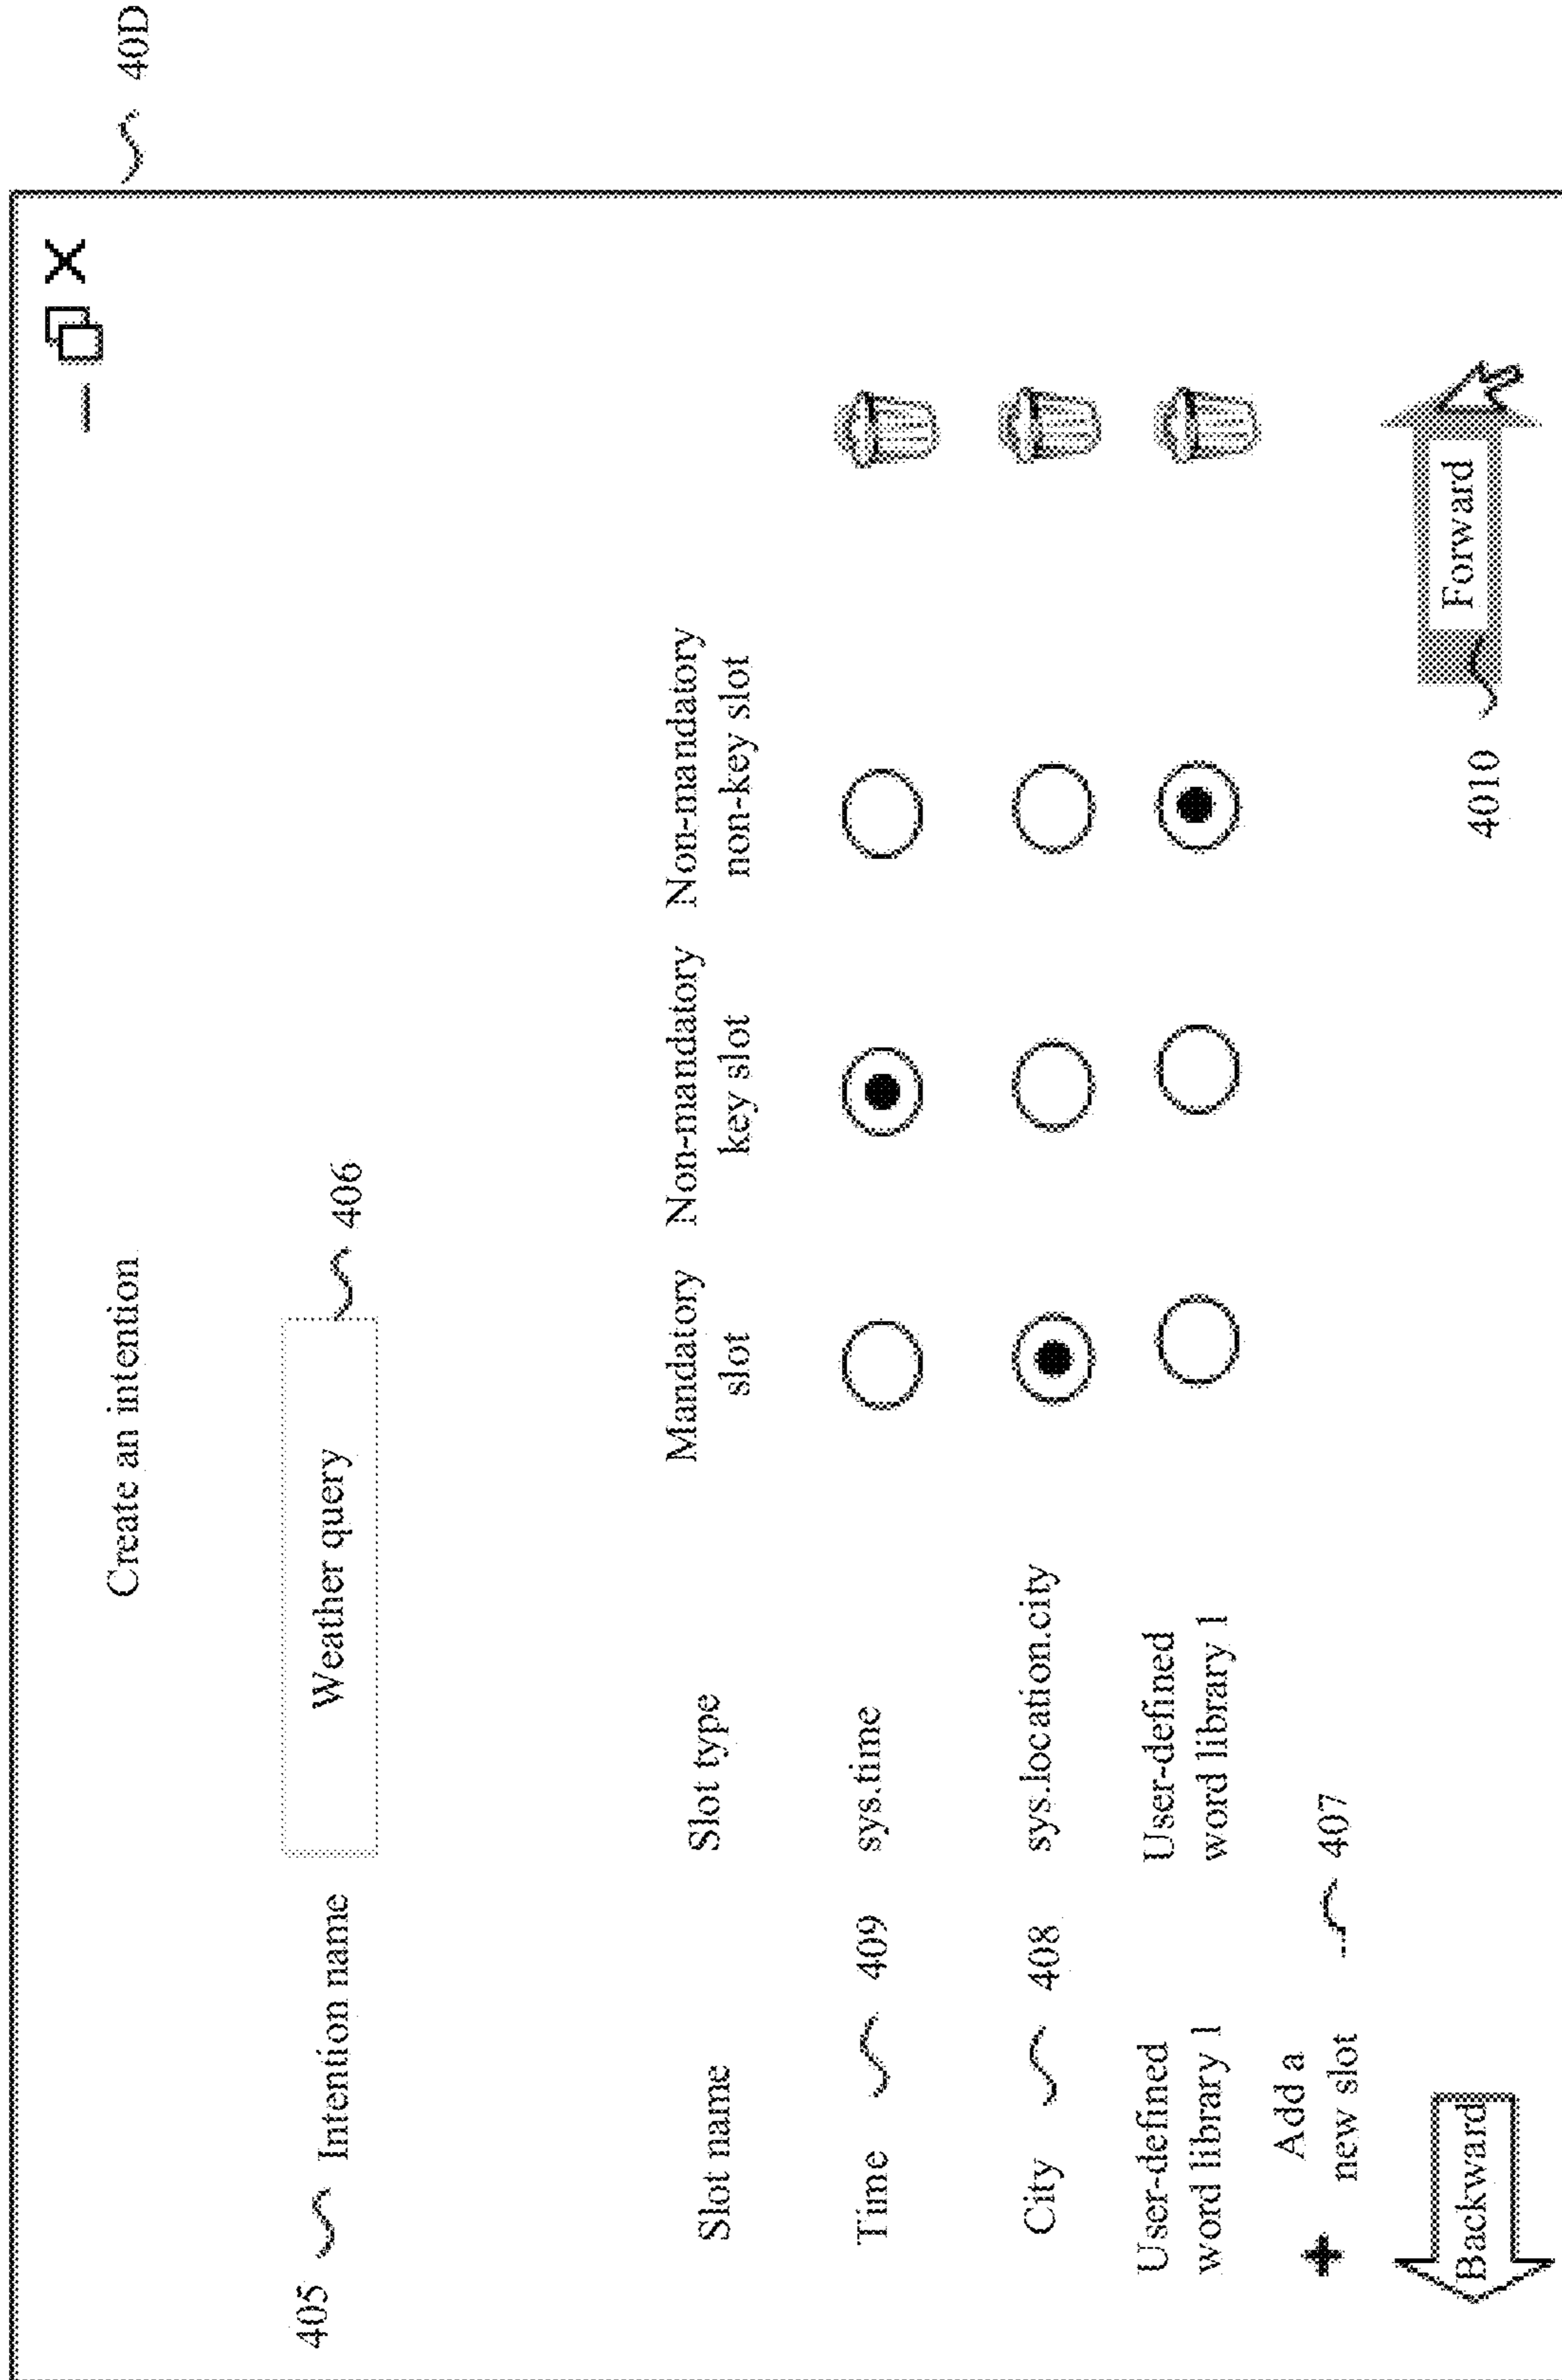 40D
Create an intention
405 Intention name Weather query 406
Slot name Slot type Mandatory Non-mandatory Non-mandatory
slot key slot non-key slot
Time 409 sys.time
City 408 sys.location.city
User-defined User-defined
word library 1 word library 1
Add a
new slot 407
Backward 4010 Forward